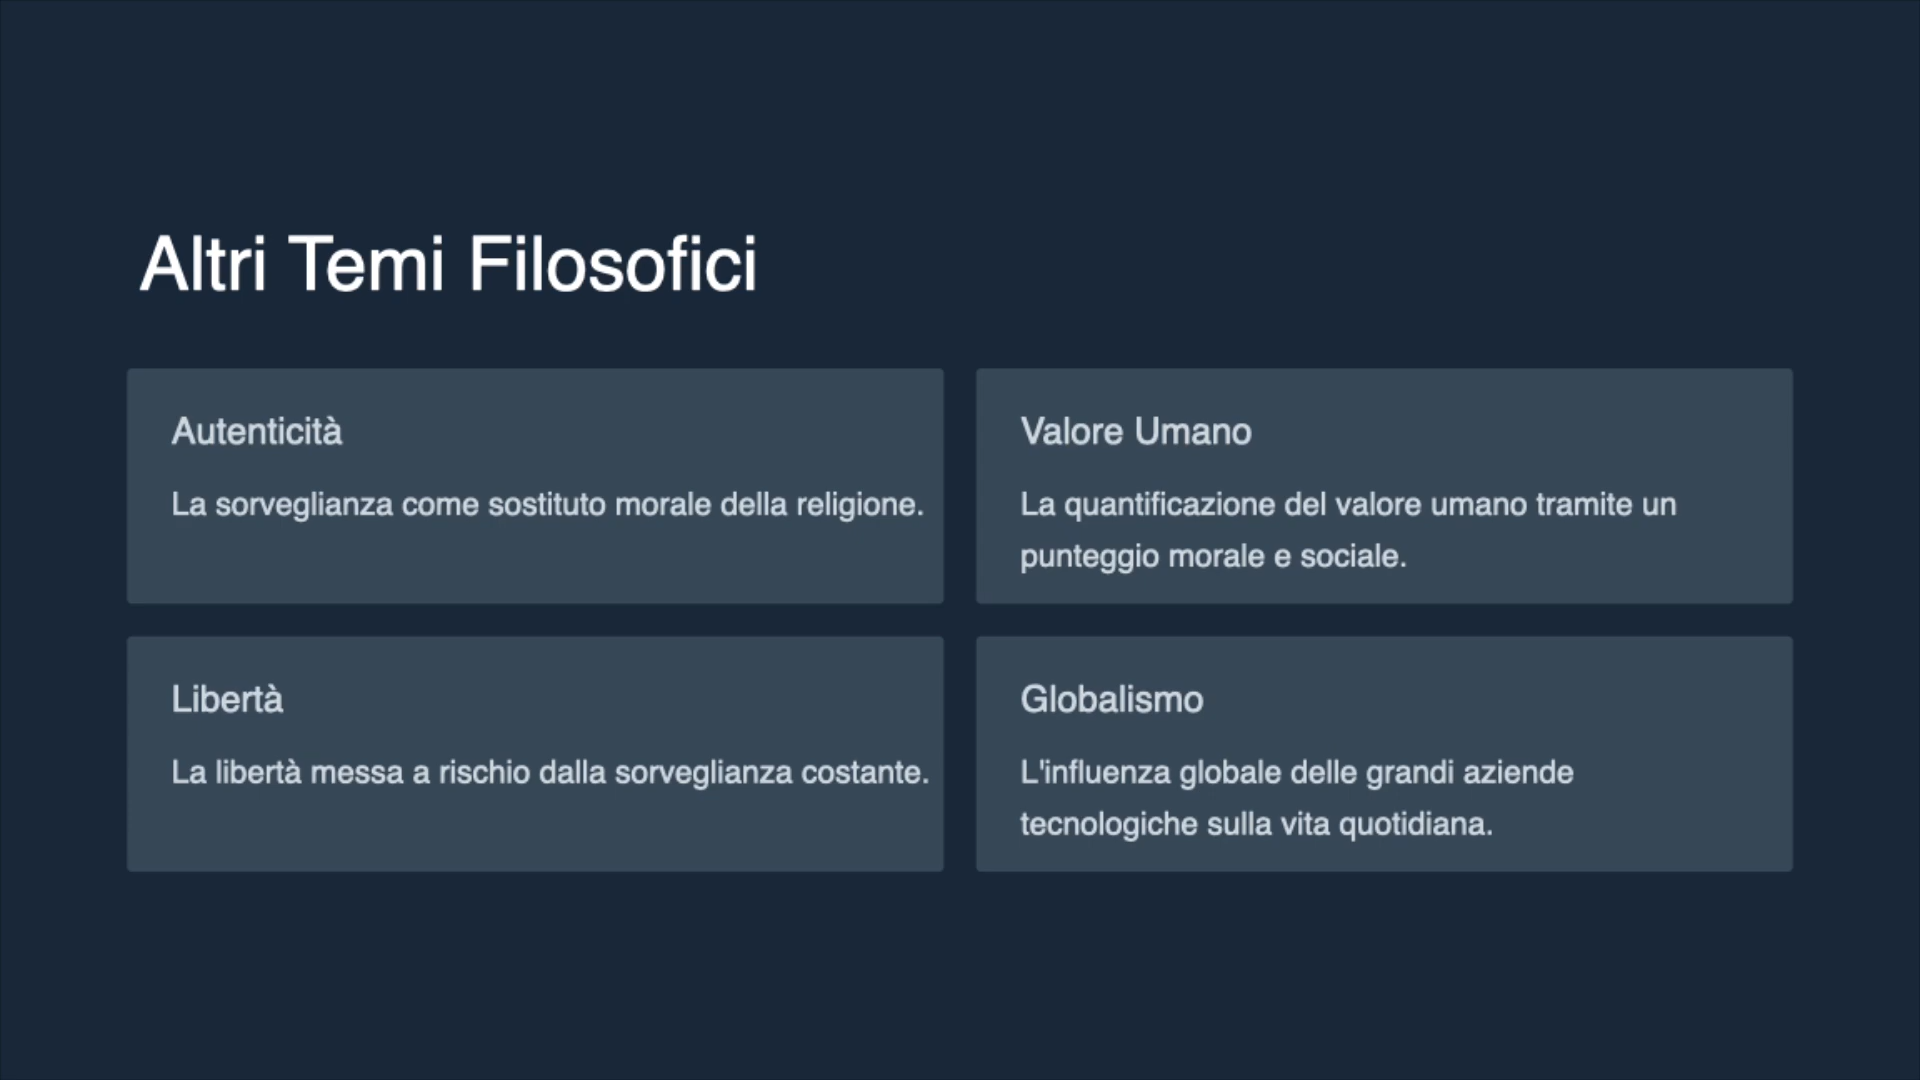 Altri Temi Filosofici
Autenticità
La sorveglianza come sostituto morale della religione.
Valore Umano
La quantificazione del valore umano tramite un
punteggio morale e sociale.
Libertà
La libertà messa a rischio dalla sorveglianza costante.
Globalismo
L'influenza globale delle grandi aziende
tecnologiche sulla vita quotidiana.